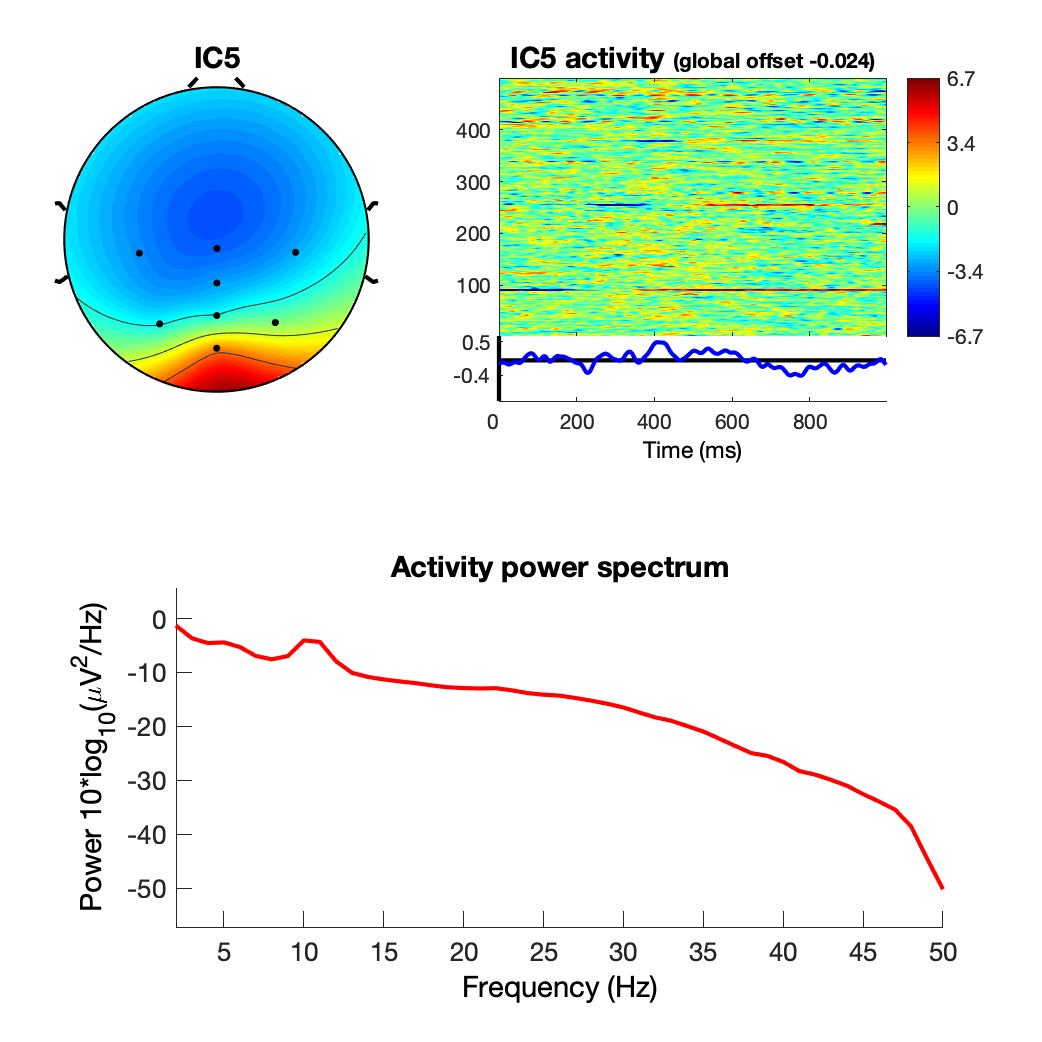 IC5
IC5 activity (global offset -0.024)
400
300
200
100
0.5
-0.4
0 200 400 600 800
Time (ms)
6.7
3.4
0
-3.4
-6.7
Activity power spectrum
Power 10*log10(μV2/Hz)
0
-10
-20
-30
-40
-50
5 10 15 20 25 30 35 40 45 50
Frequency (Hz)